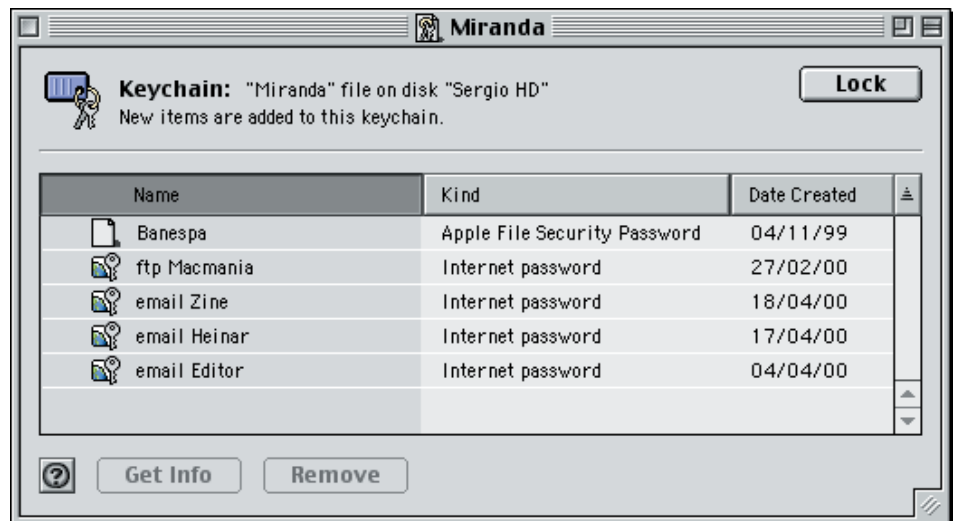 Miranda
Keychain: "Miranda" file on disk "Sergio HD"
Lock
New items are added to this keychain.
Name Kind Date Created
Banespa Apple File Security Password 04/11/99
ftp Macmania Internet password 27/02/00
email Zine Internet password 18/04/00
email Heinar Internet password 17/04/00
email Editor Internet password 04/04/00
? Get Info Remove